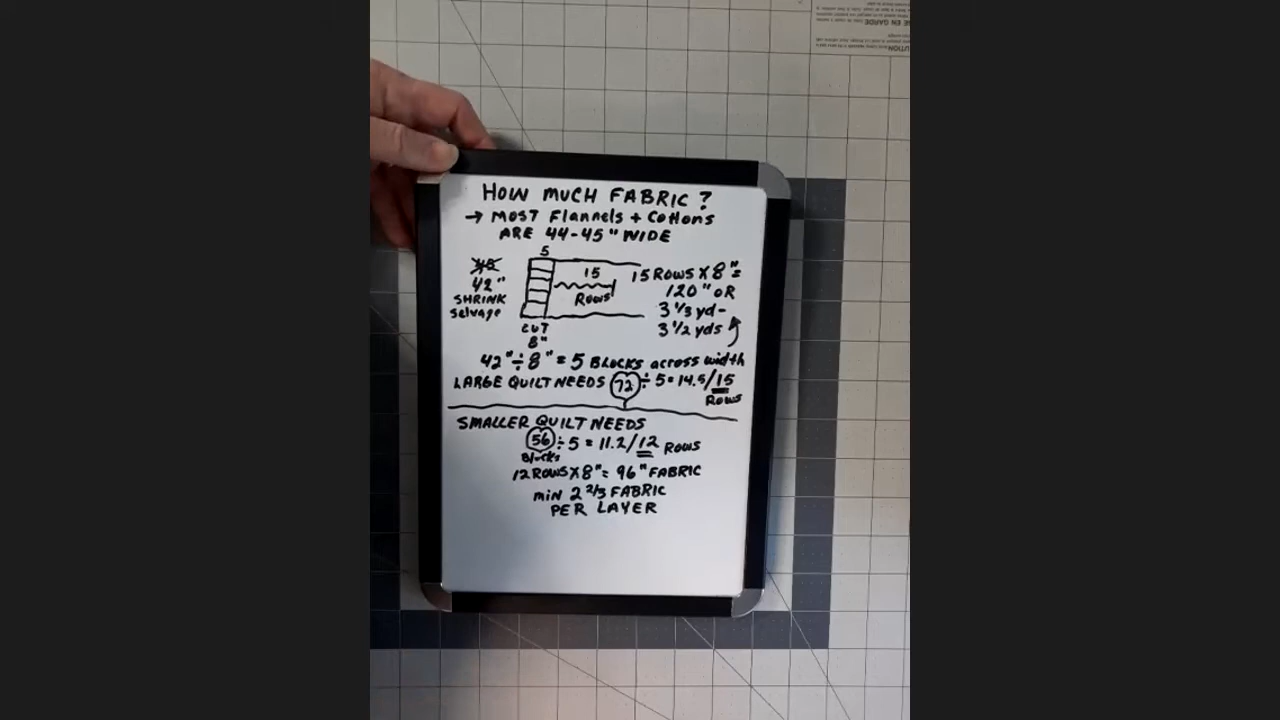 HOW MUCH FABRIC?
→ MOST Flannels + Cottons
ARE 44-45" WIDE
5
42"
SHRINK
Selvage
15
ROWS
CUT
8"
15 ROWS X 8" =
120" OR
3 1/3 yd -
3 1/2 yds
42" ÷ 8" = 5 BLOCKS across width
LARGE QUILT NEEDS 72 ÷ 5 = 14.5/15
ROWS
SMALLER QUILT NEEDS
56 ÷ 5 = 11.2/12 ROWS
Blocks
12 ROWS X 8" = 96" FABRIC
MIN 2 2/3 FABRIC
PER LAYER
EN GARDE